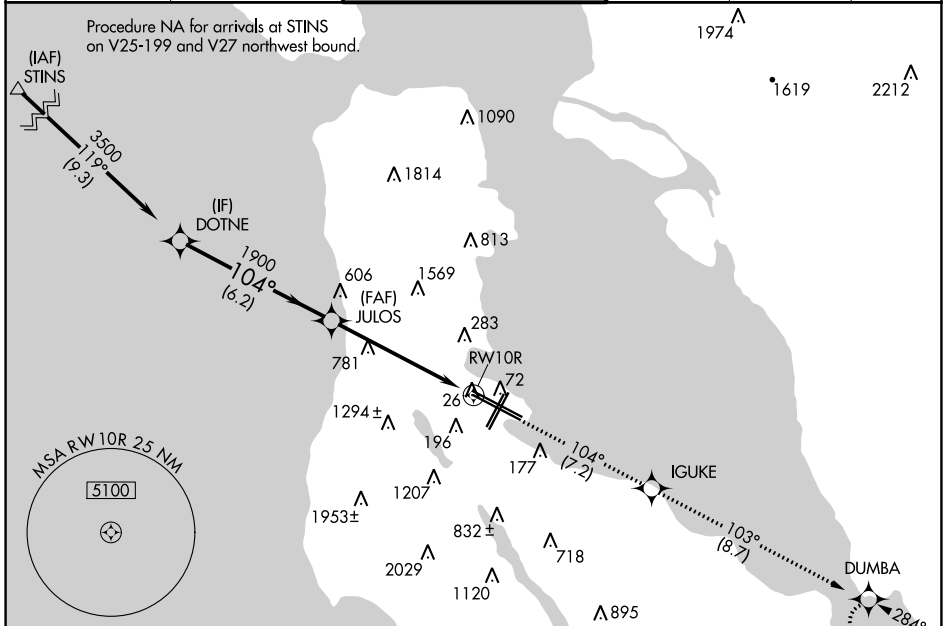 Procedure NA for arrivals at STINS
on V25-199 and V27 northwest bound.
1974
(IAF)
STINS
1619
2212
1090
3500
119°
(9.3)
1814
(IF)
DOTNE
813
1900
104°
(6.2)
606
1569
(FAF)
JULOS
283
781
RW10R
72
26
1294±
196
104°
(7.2)
177
IGUKE
MSA RW 10R 25 NM
5100
1207
1953±
832±
103°
(8.7)
718
2029
1120
DUMBA
895
284°